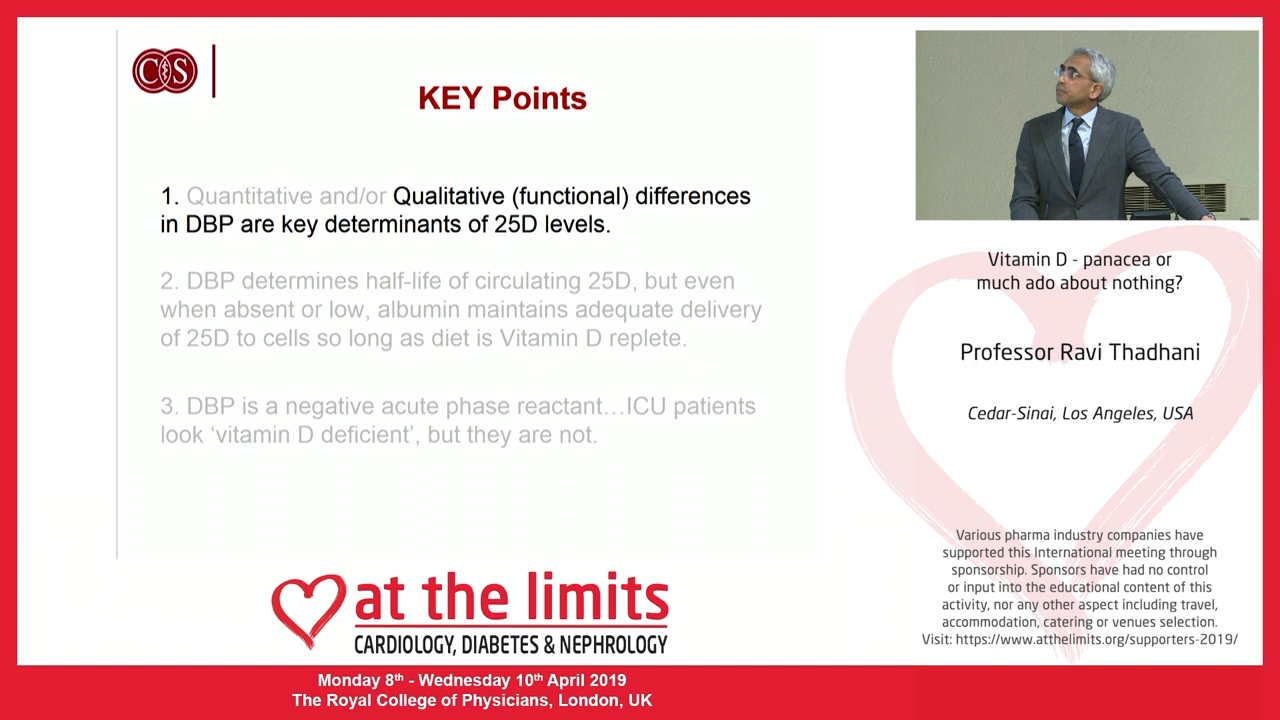 CS
KEY Points
1. Quantitative and/or Qualitative (functional) differences
in DBP are key determinants of 25D levels.
2. DBP determines half-life of circulating 25D, but even
when absent or low, albumin maintains adequate delivery
of 25D to cells so long as diet is Vitamin D replete.
3. DBP is a negative acute phase reactant…ICU patients
look ‘vitamin D deficient’, but they are not.
at the limits
CARDIOLOGY, DIABETES & NEPHROLOGY
Monday 8th - Wednesday 10th April 2019
The Royal College of Physicians, London, UK
Vitamin D - panacea or
much ado about nothing?
Professor Ravi Thadhani
Cedar-Sinai, Los Angeles, USA
Various pharma industry companies have
supported this International meeting through
sponsorship. Sponsors have had no control
or input into the educational content of this
activity, nor any other aspect including travel,
accommodation, catering or venues selection.
Visit: https://www.atthelimits.org/supporters-2019/